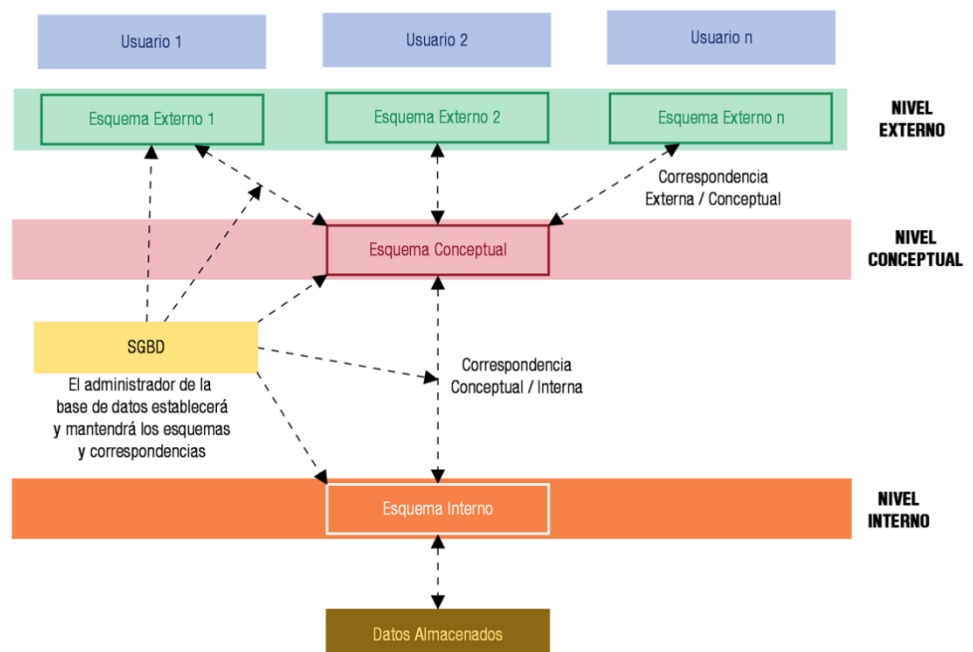 Usuario 1
Usuario 2
Usuario n
Esquema Externo 1
Esquema Externo 2
Esquema Externo n
NIVEL
EXTERNO
Correspondencia
Externa / Conceptual
Esquema Conceptual
NIVEL
CONCEPTUAL
SGBD
El administrador de la
base de datos establecerá
y mantendrá los esquemas
y correspondencias
Correspondencia
Conceptual / Interna
Esquema Interno
NIVEL
INTERNO
Datos Almacenados